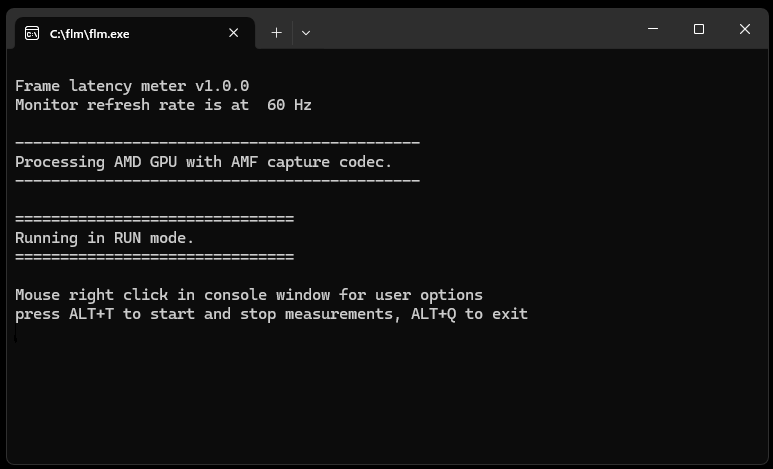 C:\flm\flm.exe
Frame latency meter v1.0.0
Monitor refresh rate is at  60 Hz
---------------------------------------------
Processing AMD GPU with AMF capture codec.
---------------------------------------------
===============================
Running in RUN mode.
===============================
Mouse right click in console window for user options
press ALT+T to start and stop measurements, ALT+Q to exit